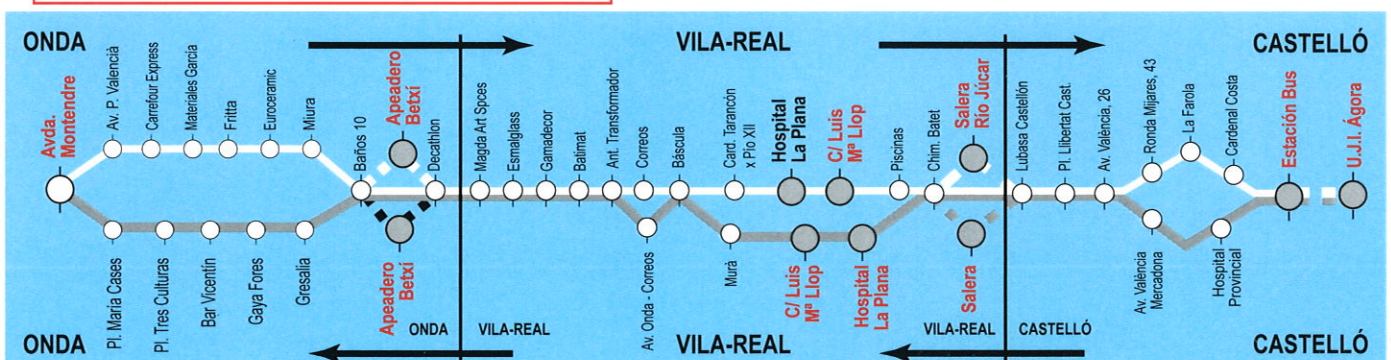 ONDA
VILA-REAL
CASTELLÓ
Avda.
Montendre
Av. P. Valencià
Carrefour Express
Materiales Garcia
Fritta
Euroceramic
Miura
Baños 10
Apeadero
Betxí
Decathlon
Magda Art Spces
Esmalglass
Gamadecor
Batimat
Ant. Transformador
Correos
Báscula
Card. Tarancón
x Pio XII
Hospital
La Plana
C/ Luis
Mª Llop
Piscinas
Chim. Batet
Salera
Río Júcar
Lubasa Castellón
Pl. Llibertat Cast.
Av. València, 26
Ronda Mijares, 43
La Farola
Cardenal Costa
Estación Bus
U.J.I. Ágora
Pl. María Cases
Pl. Tres Culturas
Bar Vicentín
Gaya Fores
Gresalia
Apeadero
Betxí
Av. Onda - Correos
Murà
C/ Luis
Mª Llop
Hospital
La Plana
Salera
Av. València
Mercadona
Hospital
Provincial
ONDA
VILA-REAL
VILA-REAL
CASTELLÓ
ONDA
VILA-REAL
CASTELLÓ